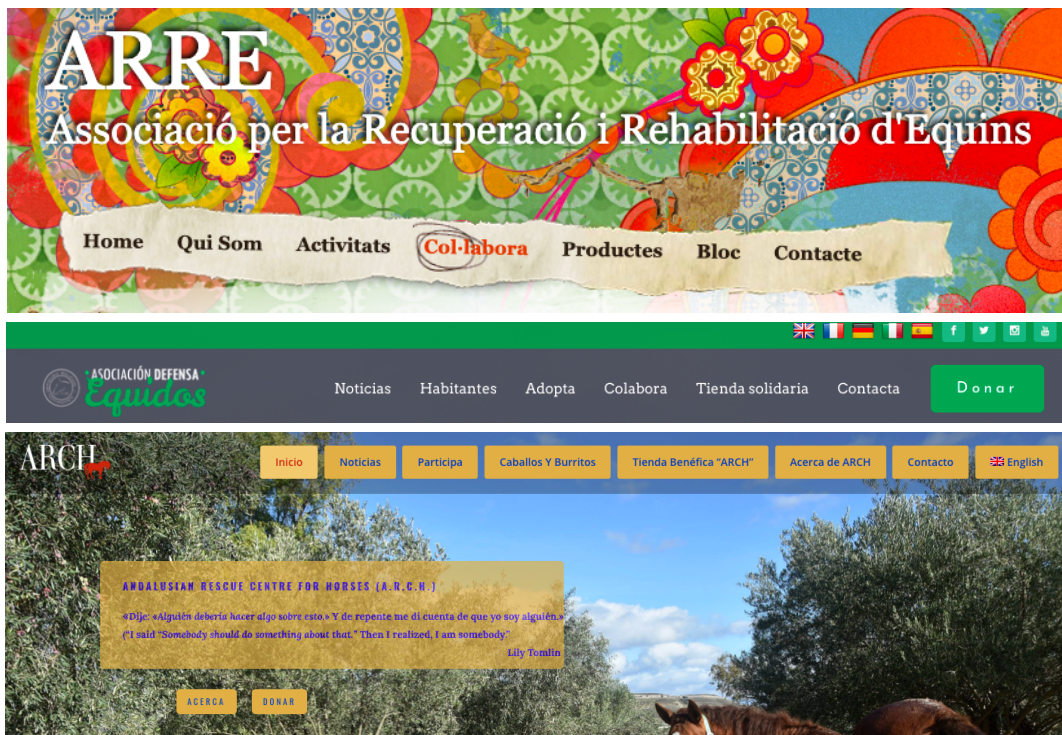 ARRE
Associació per la Recuperació i Rehabilitació d'Equins
Home Qui Som Activitats Col·labora Productes Bloc Contacte
ASOCIACIÓN DEFENSA
Equidos
Noticias Habitantes Adopta Colabora Tienda solidaria Contacta Donar
ARCH
Inicio Noticias Participa Caballos Y Burritos Tienda Benéfica “ARCH” Acerca de ARCH Contacto English
ANDALUSIAN RESCUE CENTRE FOR HORSES (A.R.C.H.)
«Dije: «Alguién debería hacer algo sobre esto.» Y de repente me di cuenta de que yo soy alguién.»
(“I said “Somebody should do something about that.” Then I realized, I am somebody.”
Lily Tomlin
ACERCA DONAR